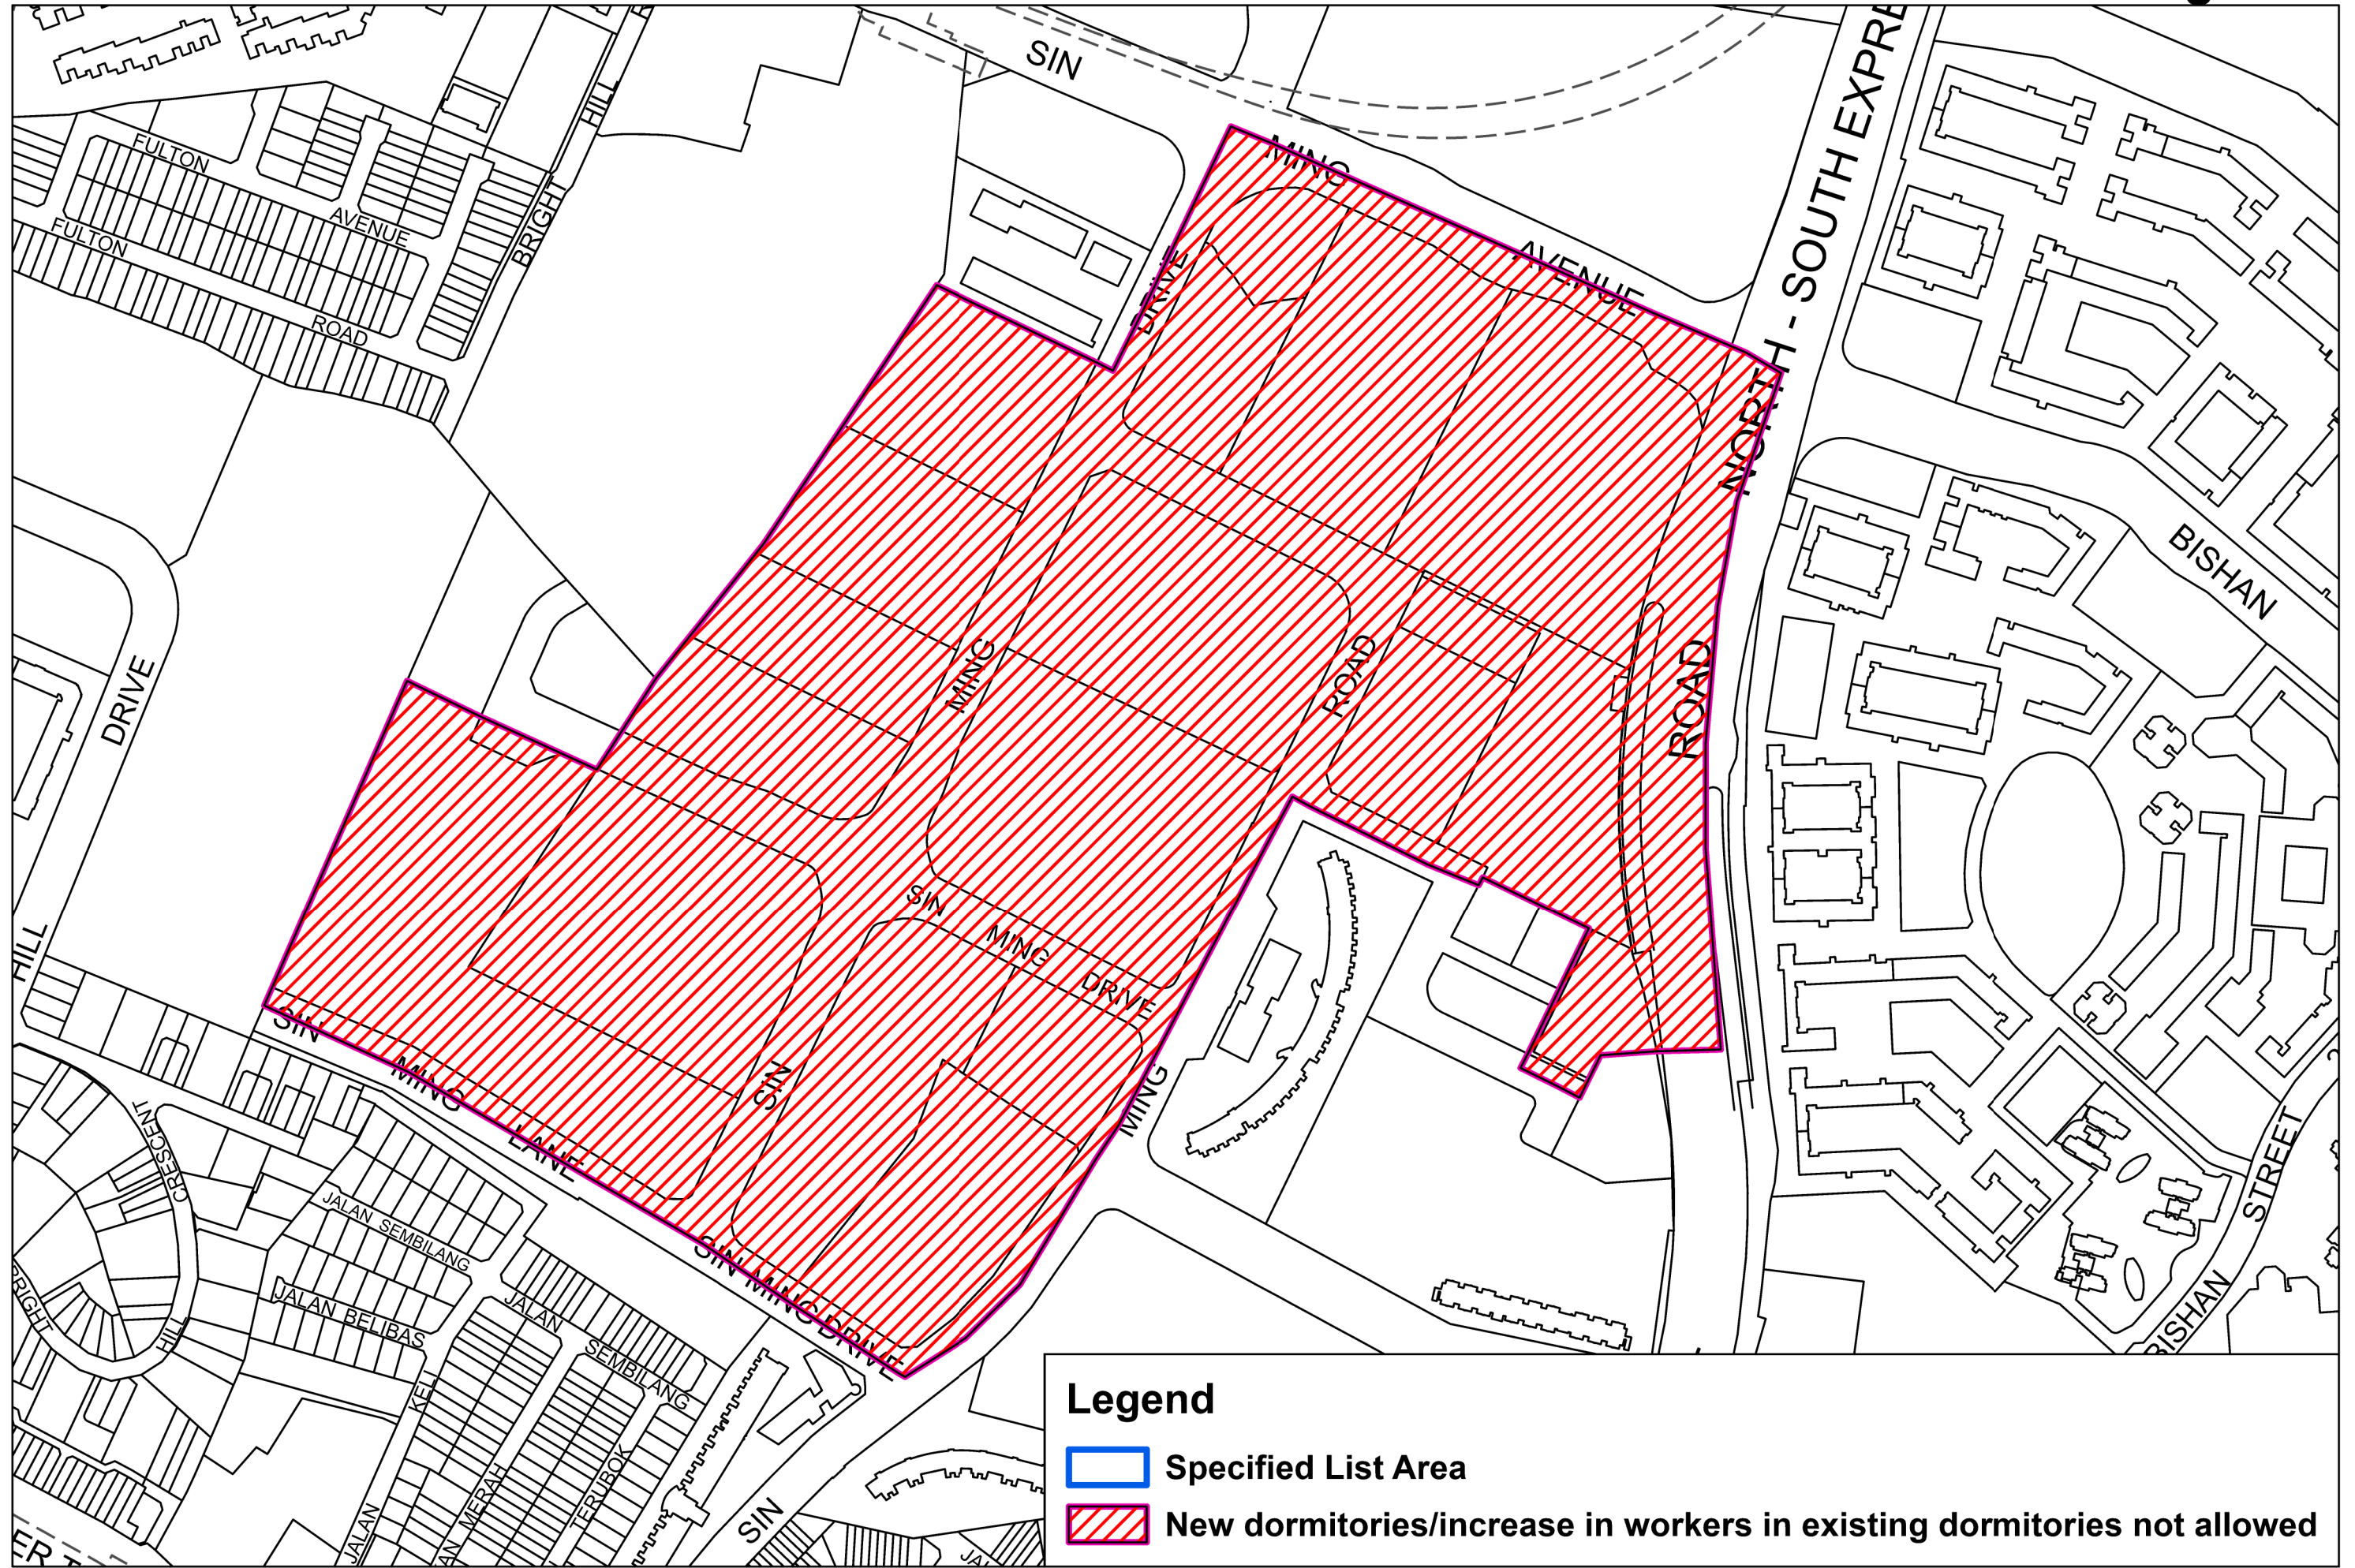 SIN
MING
AVENUE
NORTH - SOUTH EXPRE
HILL
BRIGHT
FULTON
AVENUE
FULTON
ROAD
DRIVE
DRIVE
HILL
MING
ROAD
ROAD
BISHAN
SIN
MING
DRIVE
SIN
MING
SIN
MING
LANE
SIN MING DRIVE
CRESCENT
HILL
JALAN SEMBILANG
JALAN BELIBAS
JALAN
SEMBILANG
KELI
JALAN
MERAH
TERUBOK
SIN
STREET
BISHAN
Legend
Specified List Area
New dormitories/increase in workers in existing dormitories not allowed